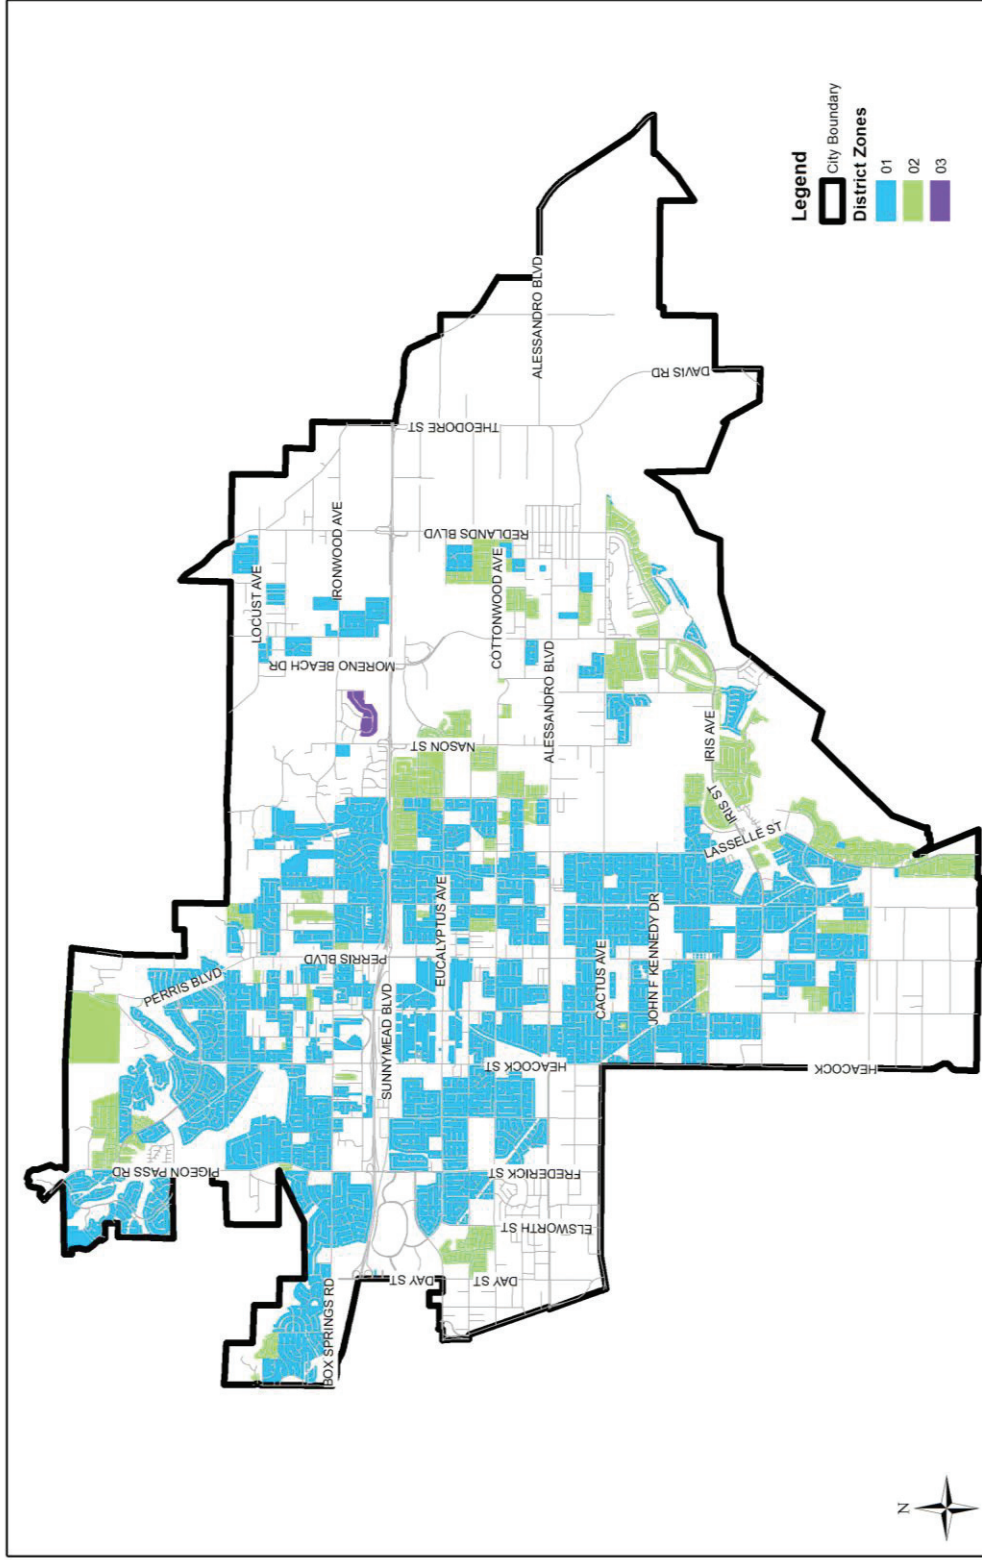 Legend
City Boundary
District Zones
01
02
03
LOCUST AVE
IRONWOOD AVE
MORENO BEACH DR
REDLANDS BLVD
THEODORE ST
ALESSANDRO BLVD
DAVIS RD
COTTONWOOD AVE
ALESSANDRO BLVD
NASON ST
IRIS AVE
IRIS ST
LASSELLE ST
PERRIS BLVD
PERRIS BLVD
EUCALYPTUS AVE
SUNNYMEAD BLVD
CACTUS AVE
JOHN F KENNEDY DR
HEACOCK ST
HEACOCK
PIGEON PASS RD
FREDERICK ST
ELSWORTH ST
DAY ST
DAY ST
BOX SPRINGS RD
N